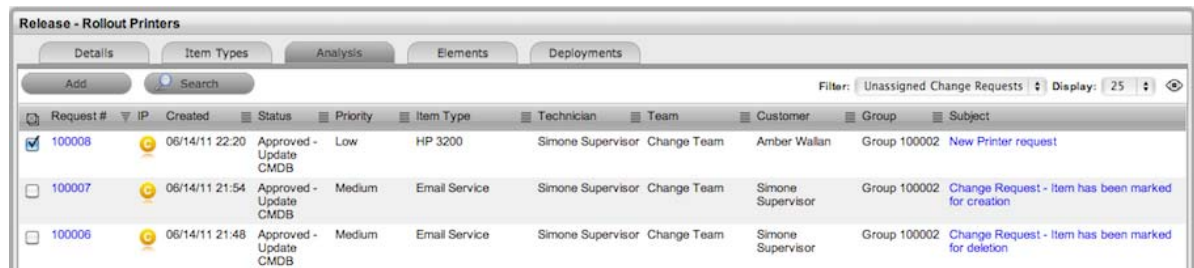 Release - Rollout Printers
Details Item Types Analysis Elements Deployments
Add Search Filter: Unassigned Change Requests Display: 25
Request # IP Created Status Priority Item Type Technician Team Customer Group Subject
100008 C 06/14/11 22:20 Approved - Low HP 3200 Simone Supervisor Change Team Amber Wallan Group 100002 New Printer request
Update
CMDB
100007 C 06/14/11 21:54 Approved - Medium Email Service Simone Supervisor Change Team Simone Group 100002 Change Request - Item has been marked
Update Supervisor for creation
CMDB
100006 C 06/14/11 21:48 Approved - Medium Email Service Simone Supervisor Change Team Simone Group 100002 Change Request - Item has been marked
Update Supervisor for deletion
CMDB